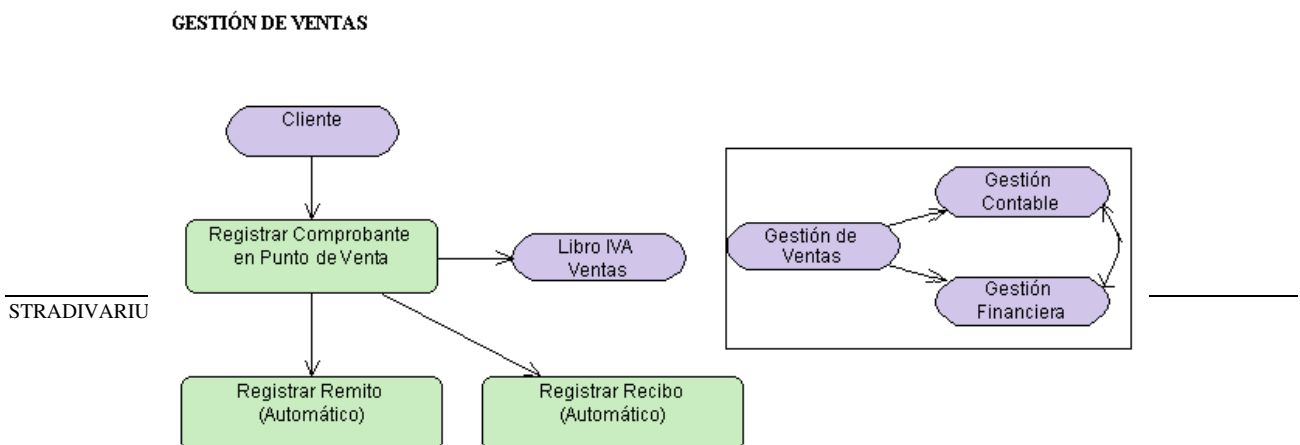 GESTIÓN DE VENTAS
Cliente
Registrar Comprobante
en Punto de Venta
Libro IVA
Ventas
Gestión
Contable
Gestión de
Ventas
Gestión
Financiera
STRADIVARIU
Registrar Remito
(Automático)
Registrar Recibo
(Automático)